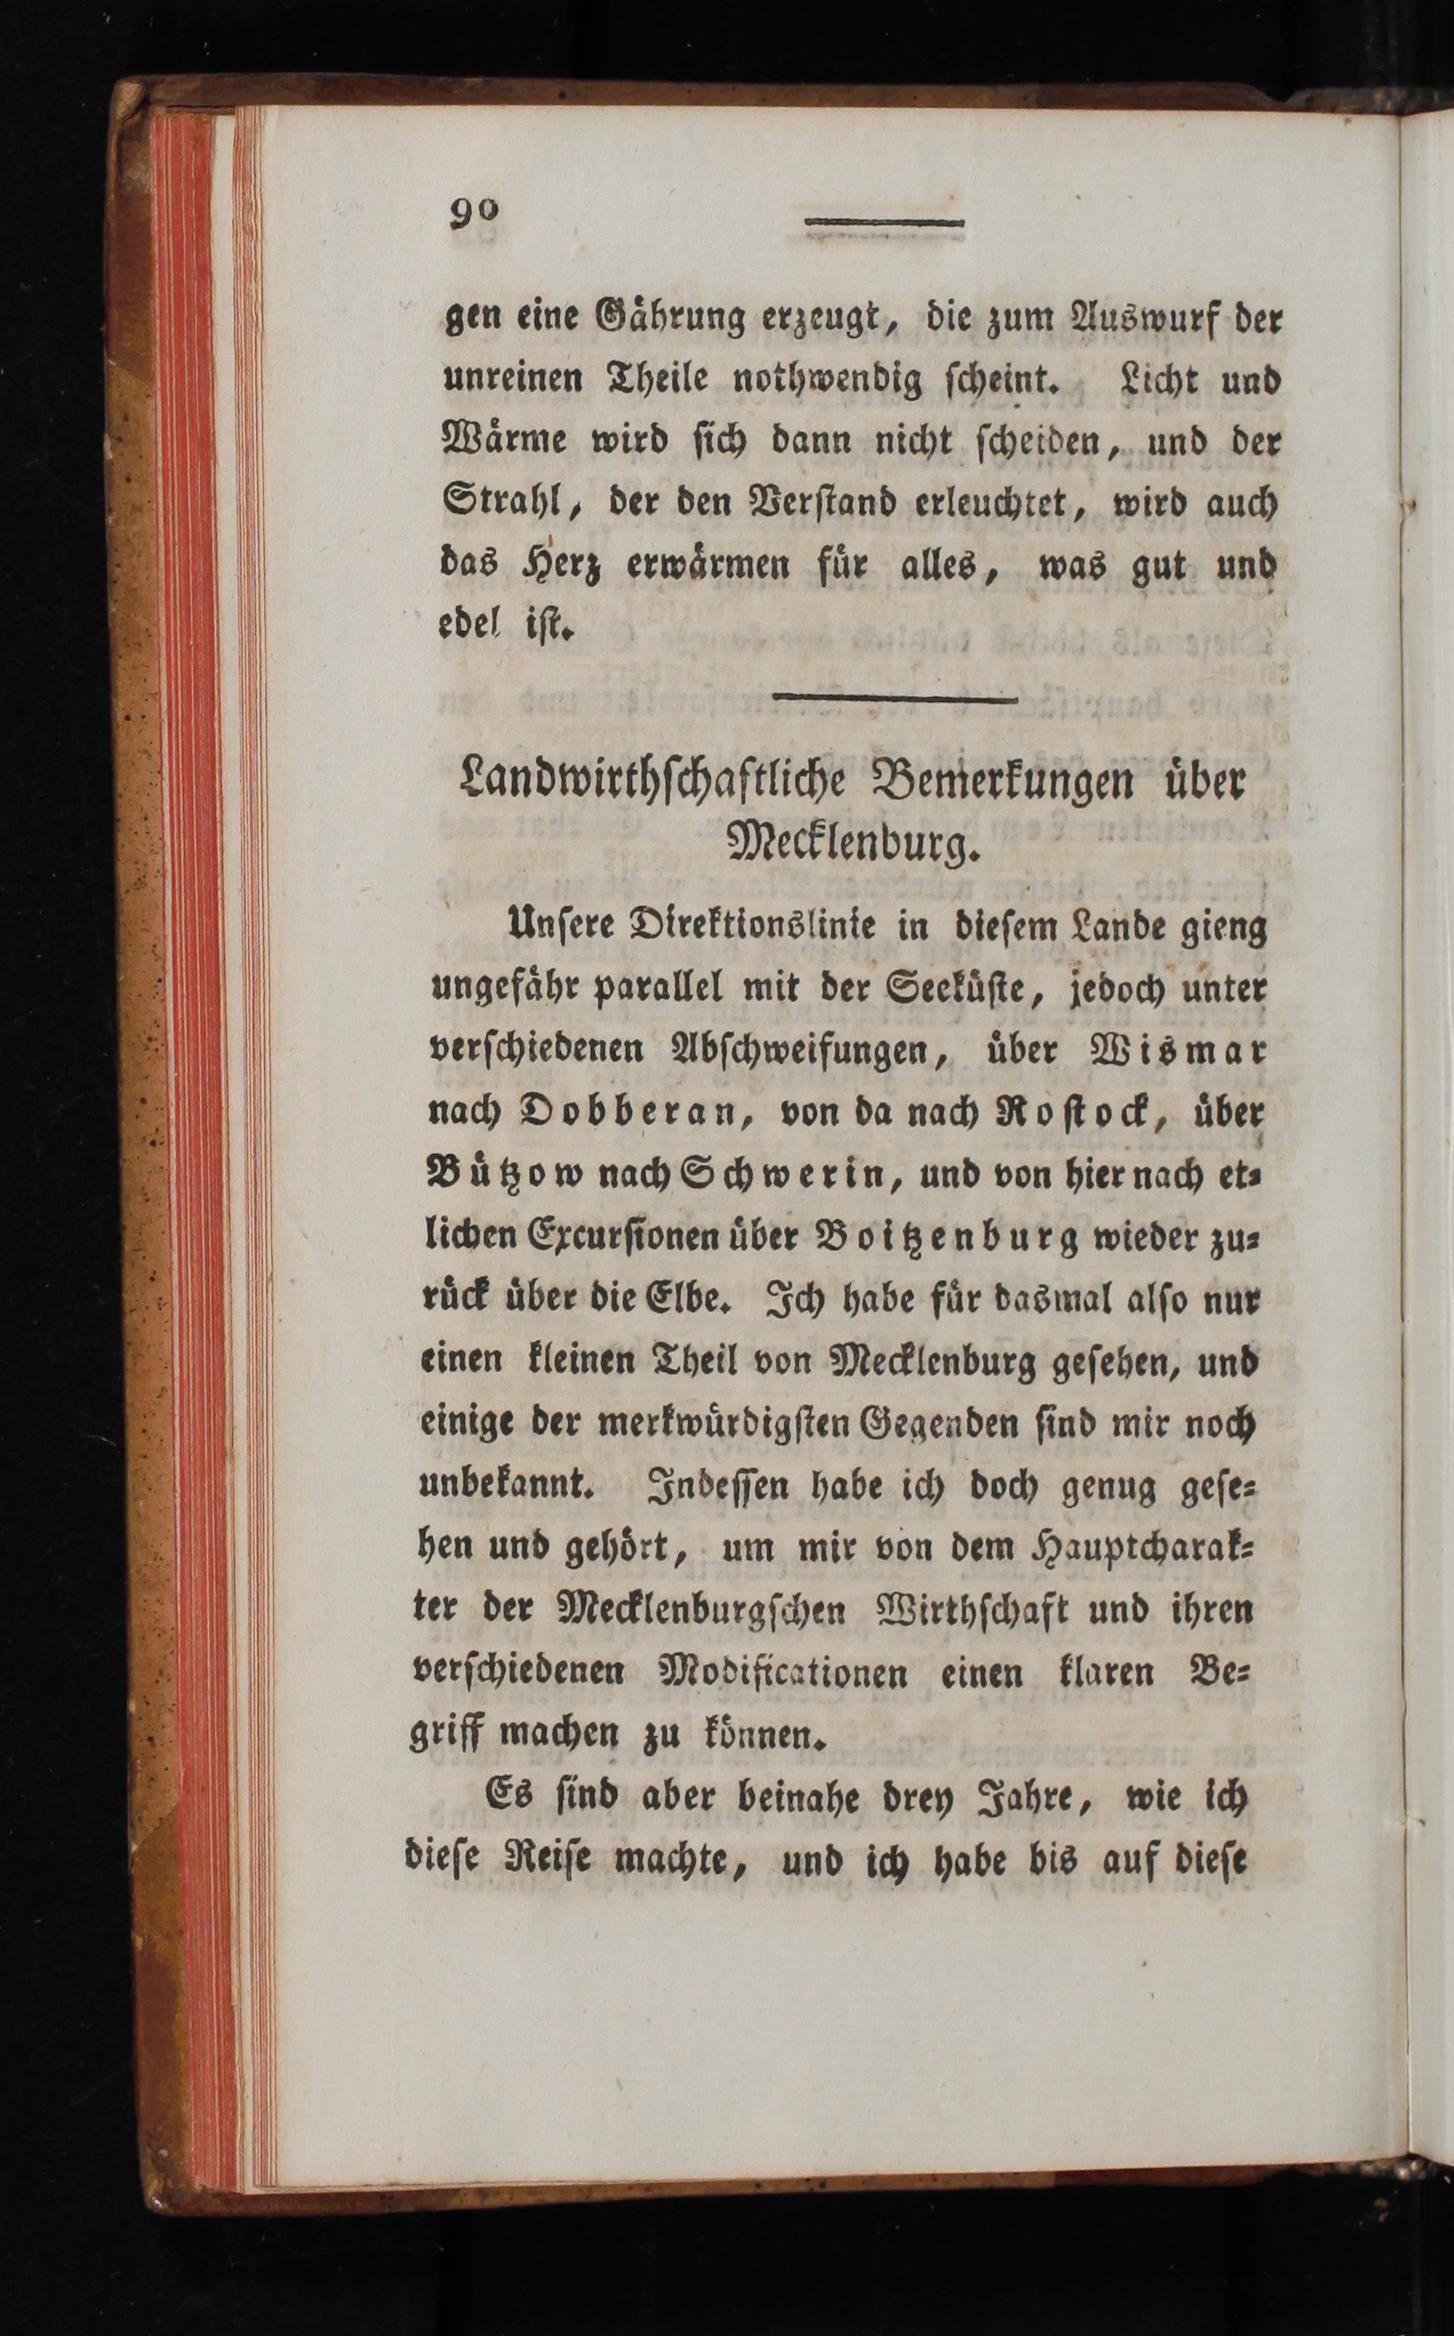 90
gen eine Gährung erzeugt, die zum Auswurf der
unreinen Theile nothwendig ſcheint. Licht und
Wärme wird ſich dann nicht ſcheiden, und der
Strahl, der den Verſtand erleuchtet, wird auch
das Herz erwärmen für alles, was gut und
edel iſt.
Landwirthſchaftliche Bemerkungen über
Mecklenburg.
Unſere Direktionslinie in dieſem Lande gieng
ungefähr parallel mit der Seeküſte, jedoch unter
verſchiedenen Abſchweifungen, über Wismar
nach Dobberan, von da nach Roſtock, über
Bützow nach Schwerin, und von hier nach et⸗
lichen Excurſionen über Boitzenburg wieder zu⸗
rück über die Elbe. Ich habe für dasmal alſo nur
einen kleinen Theil von Mecklenburg geſehen, und
einige der merkwürdigſten Gegenden ſind mir noch
unbekannt. Indeſſen habe ich doch genug geſe⸗
hen und gehört, um mir von dem Hauptcharak⸗
ter der Mecklenburgſchen Wirthſchaft und ihren
verſchiedenen Modificationen einen klaren Be⸗
griff machen zu können.
Es ſind aber beinahe drey Jahre, wie ich
dieſe Reiſe machte, und ich habe bis auf dieſe